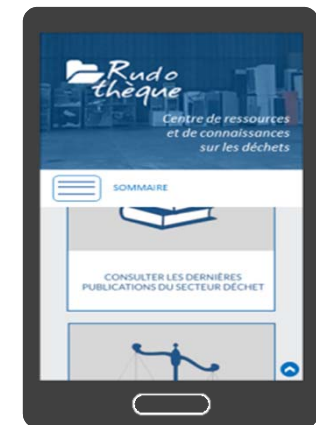 Rudo
thèque
Centre de ressources
et de connaissances
sur les déchets
SOMMAIRE
CONSULTER LES DERNIÈRES
PUBLICATIONS DU SECTEUR DÉCHET